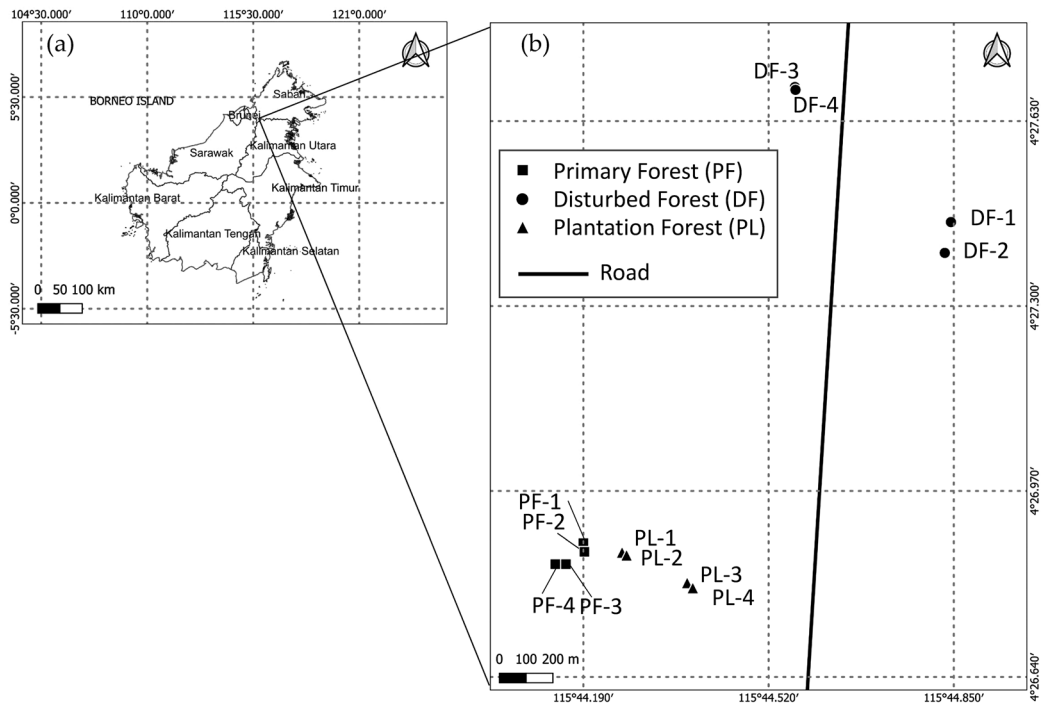 104°30.000′ 110°0.000′ 115°30.000′ 121°0.000′
(a)
5°30.000′
0°0.000′
-5°30.000′
BORNEO ISLAND
Sabah
Brunei
Sarawak
Kalimantan Utara
Kalimantan Timur
Kalimantan Barat
Kalimantan Tengah
Kalimantan Selatan
0 50 100 km
(b)
DF-3
DF-4
4°27.630′
Primary Forest (PF)
Disturbed Forest (DF)
Plantation Forest (PL)
Road
DF-1
DF-2
4°27.300′
4°26.970′
PF-1
PF-2
PL-1
PL-2
PL-3
PL-4
PF-4 PF-3
0 100 200 m
4°26.640′
115°44.190′ 115°44.520′ 115°44.850′